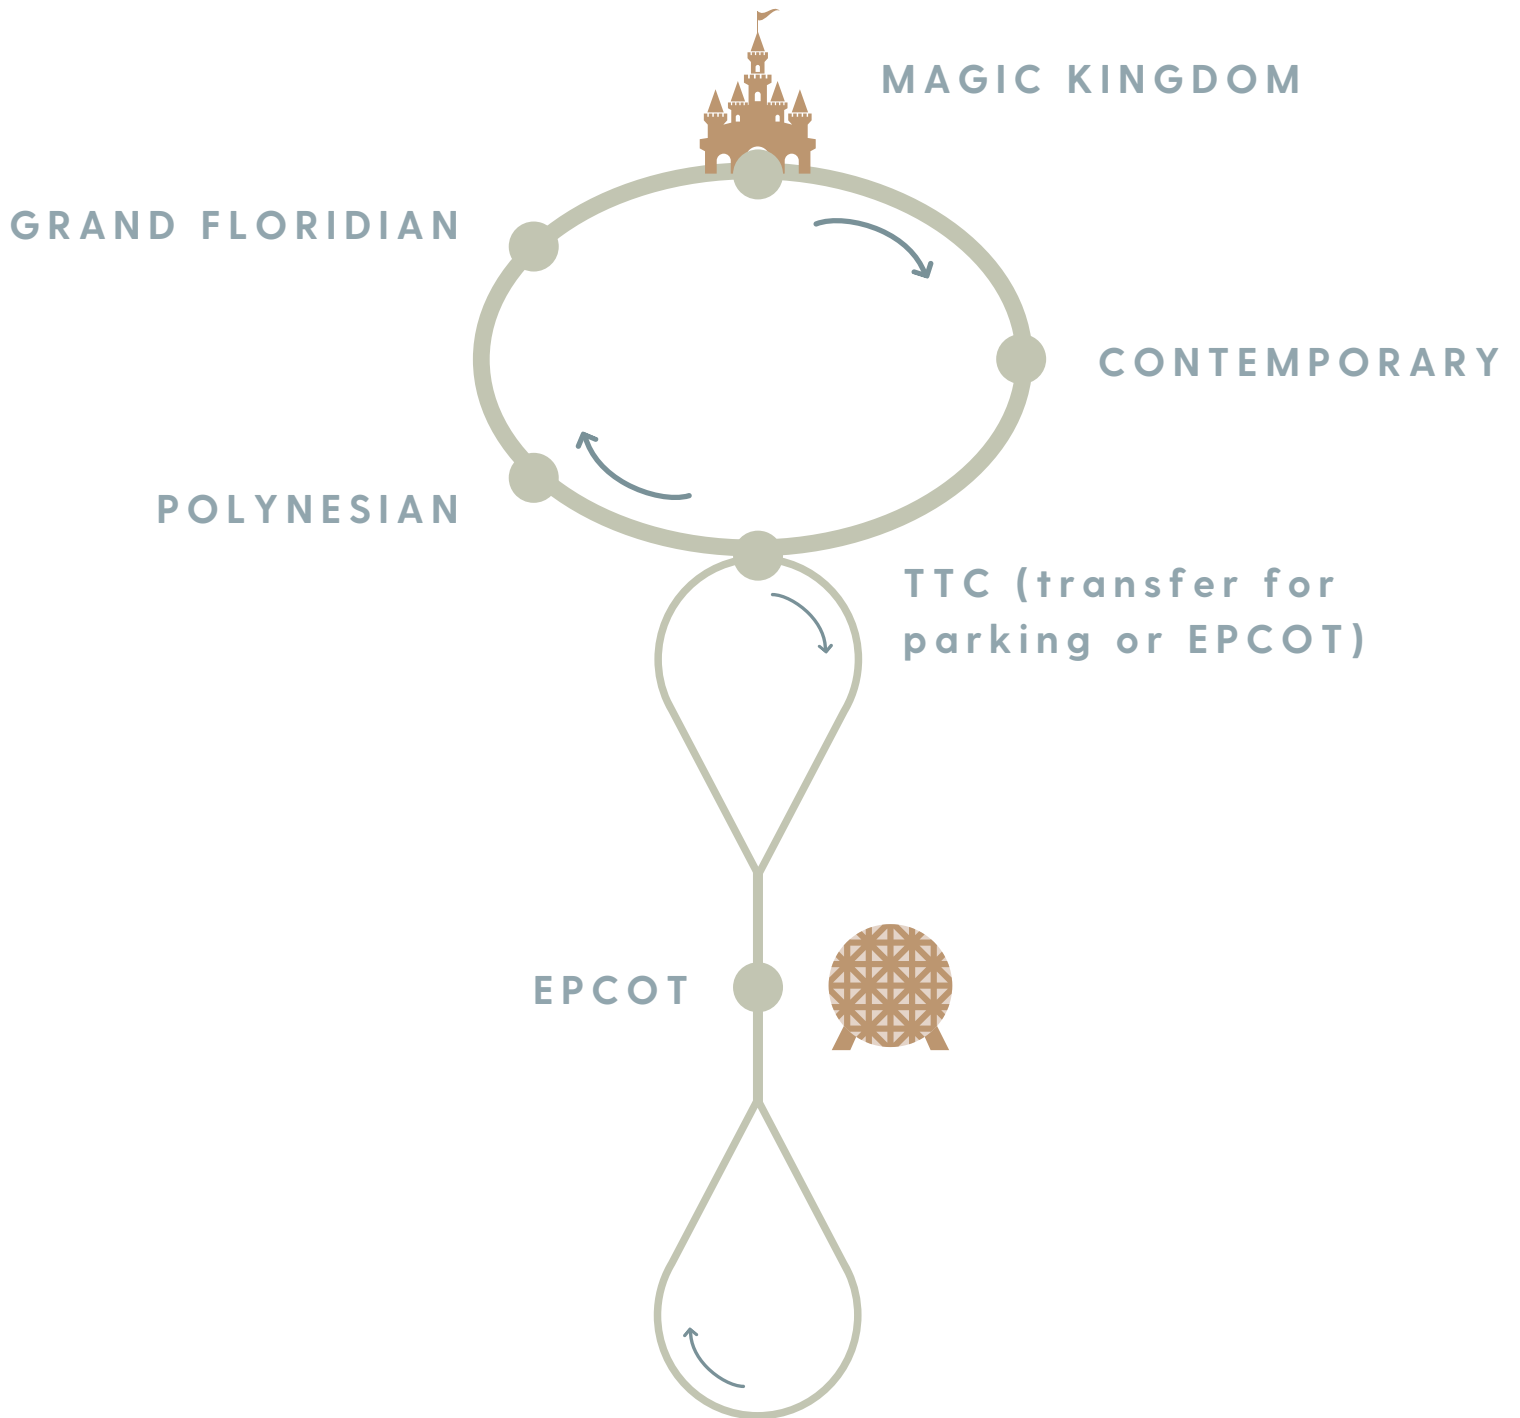 MAGIC KINGDOM
GRAND FLORIDIAN
CONTEMPORARY
POLYNESIAN
TTC (transfer for
parking or EPCOT)
EPCOT